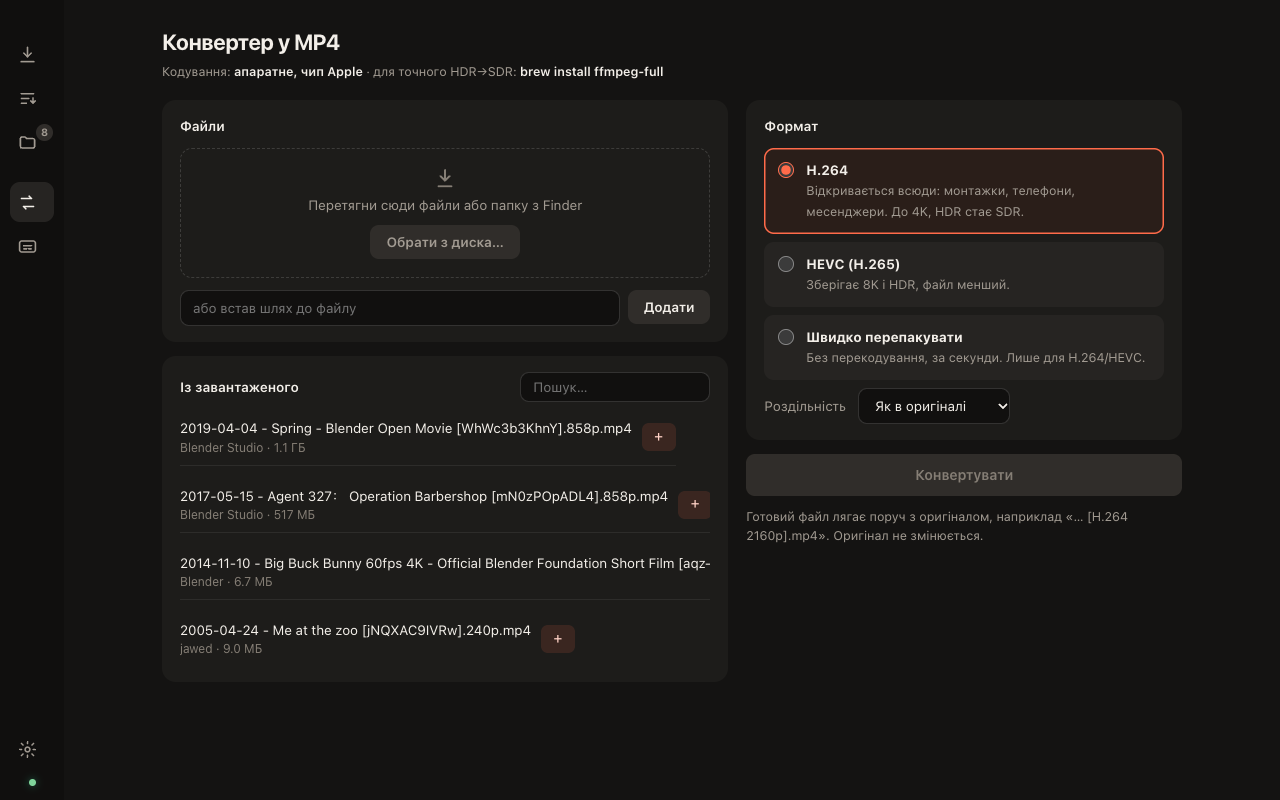 Конвертер у MP4
Кодування: апаратне, чип Apple · для точного HDR→SDR: brew install ffmpeg-full
8
Файли
Перетягни сюди файли або папку з Finder
Обрати з диска...
або встав шлях до файлу
Додати
Із завантаженого
Пошук...
2019-04-04 - Spring - Blender Open Movie [WhWc3b3KhnY].858p.mp4
+
Blender Studio · 1.1 ГБ
2017-05-15 - Agent 327： Operation Barbershop [mN0zPOpADL4].858p.mp4
+
Blender Studio · 517 МБ
2014-11-10 - Big Buck Bunny 60fps 4K - Official Blender Foundation Short Film [aqz-
Blender · 6.7 МБ
2005-04-24 - Me at the zoo [jNQXAC9IVRw].240p.mp4
+
jawed · 9.0 МБ
Формат
H.264
Відкривається всюди: монтажки, телефони,
месенджери. До 4K, HDR стає SDR.
HEVC (H.265)
Зберігає 8K і HDR, файл менший.
Швидко перепакувати
Без перекодування, за секунди. Лише для H.264/HEVC.
Роздільність
Як в оригіналі
Конвертувати
Готовий файл лягає поруч з оригіналом, наприклад «... [H.264
2160p].mp4». Оригінал не змінюється.